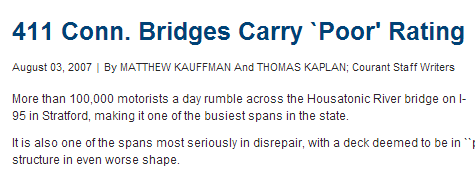 411 Conn. Bridges Carry `Poor' Rating
August 03, 2007 | By MATTHEW KAUFFMAN And THOMAS KAPLAN; Courant Staff Writers
More than 100,000 motorists a day rumble across the Housatonic River bridge on I-
95 in Stratford, making it one of the busiest spans in the state.
It is also one of the spans most seriously in disrepair, with a deck deemed to be in ``
structure in even worse shape.